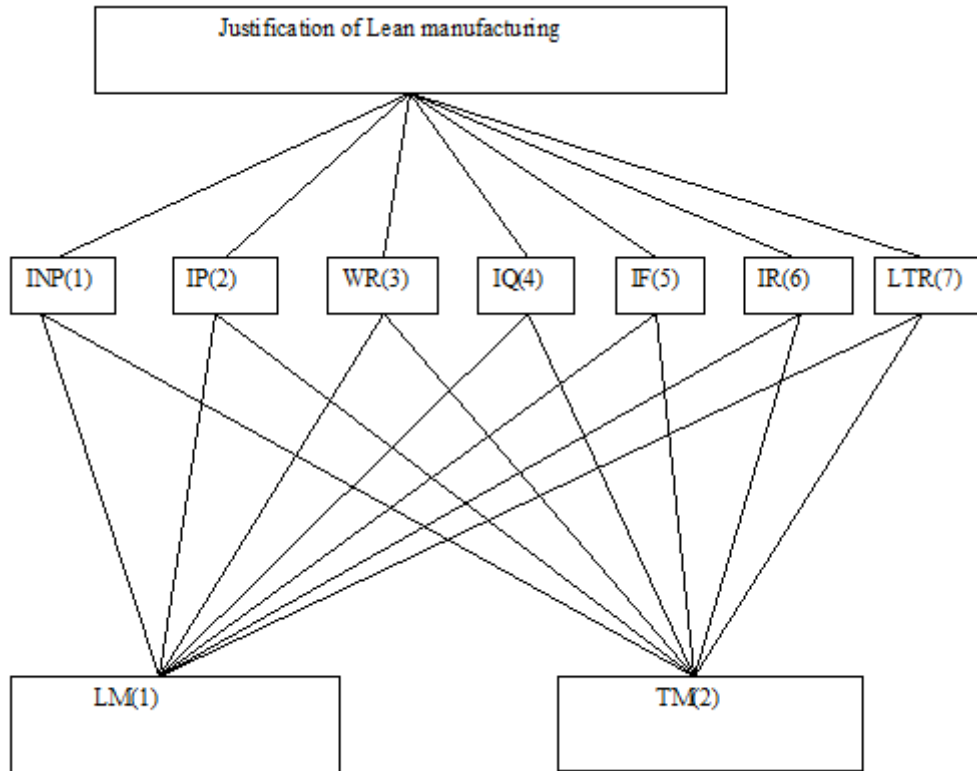 Justification of Lean manufacturing
INP(1)
IP(2)
WR(3)
IQ(4)
IF(5)
IR(6)
LTR(7)
LM(1)
TM(2)